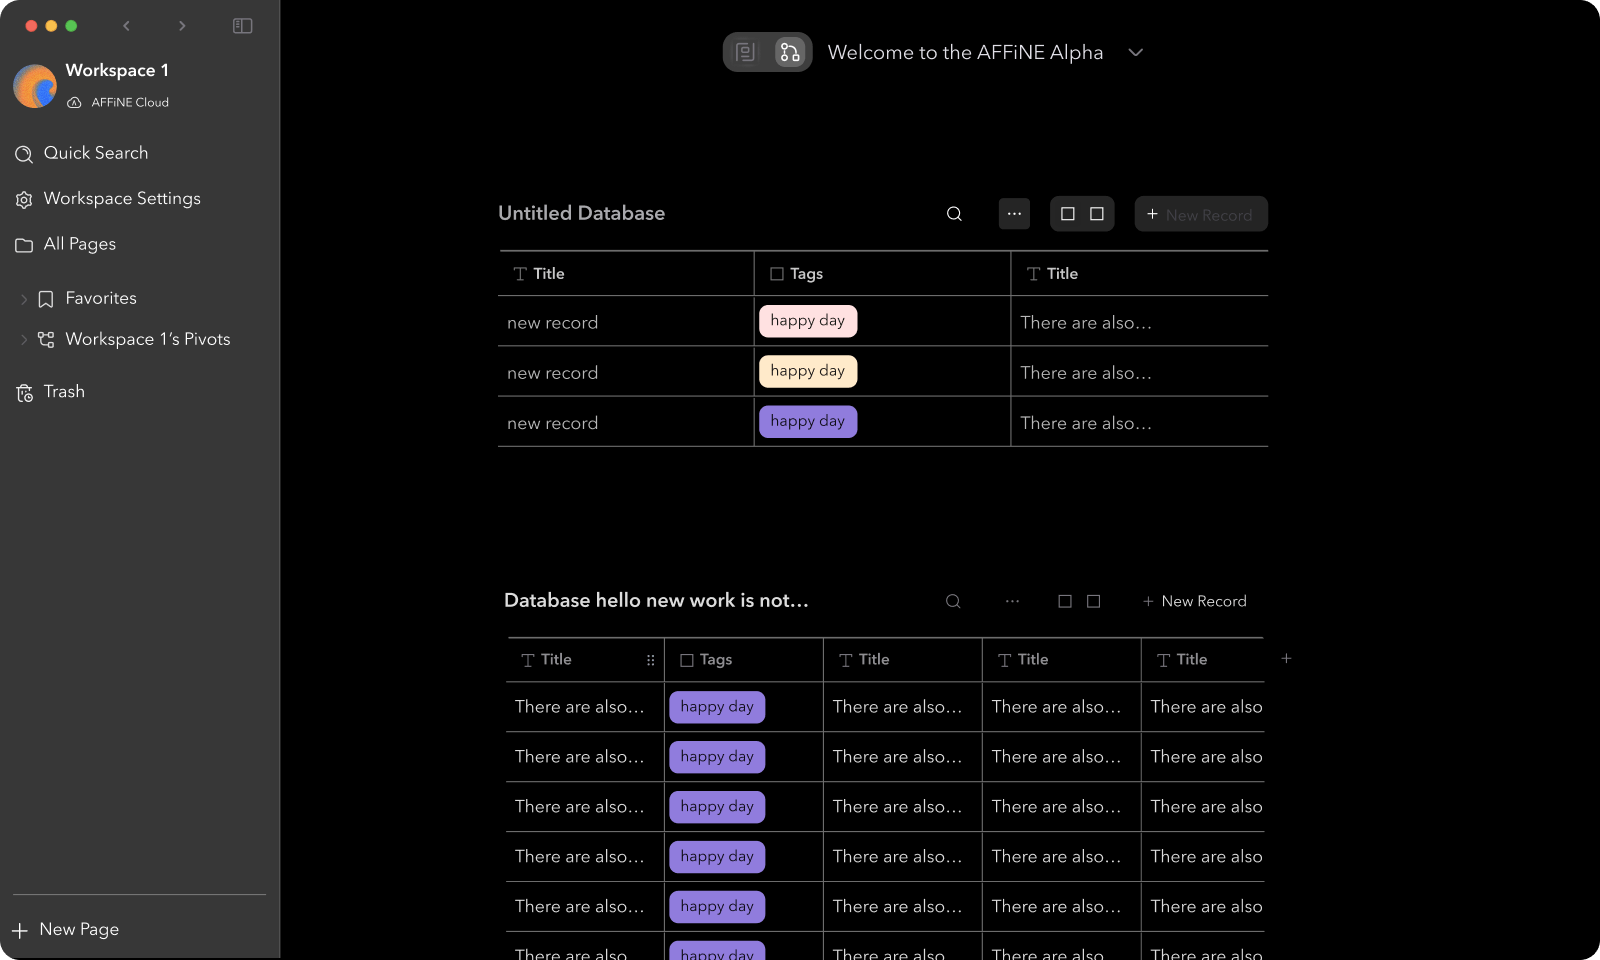 Workspace 1
AFFiNE Cloud
Quick Search
Workspace Settings
All Pages
Favorites
Workspace 1’s Pivots
Trash
New Page
Welcome to the AFFiNE Alpha
Untitled Database
+ New Record
Title Tags Title
new record happy day There are also...
new record happy day There are also...
new record happy day There are also...
Database hello new work is not...
+ New Record
Title Tags Title Title Title +
There are also... happy day There are also... There are also... There are also
There are also... happy day There are also... There are also... There are also
There are also... happy day There are also... There are also... There are also
There are also... happy day There are also... There are also... There are also
There are also... happy day There are also... There are also... There are also
There are also... happy day There are also... There are also... There are also